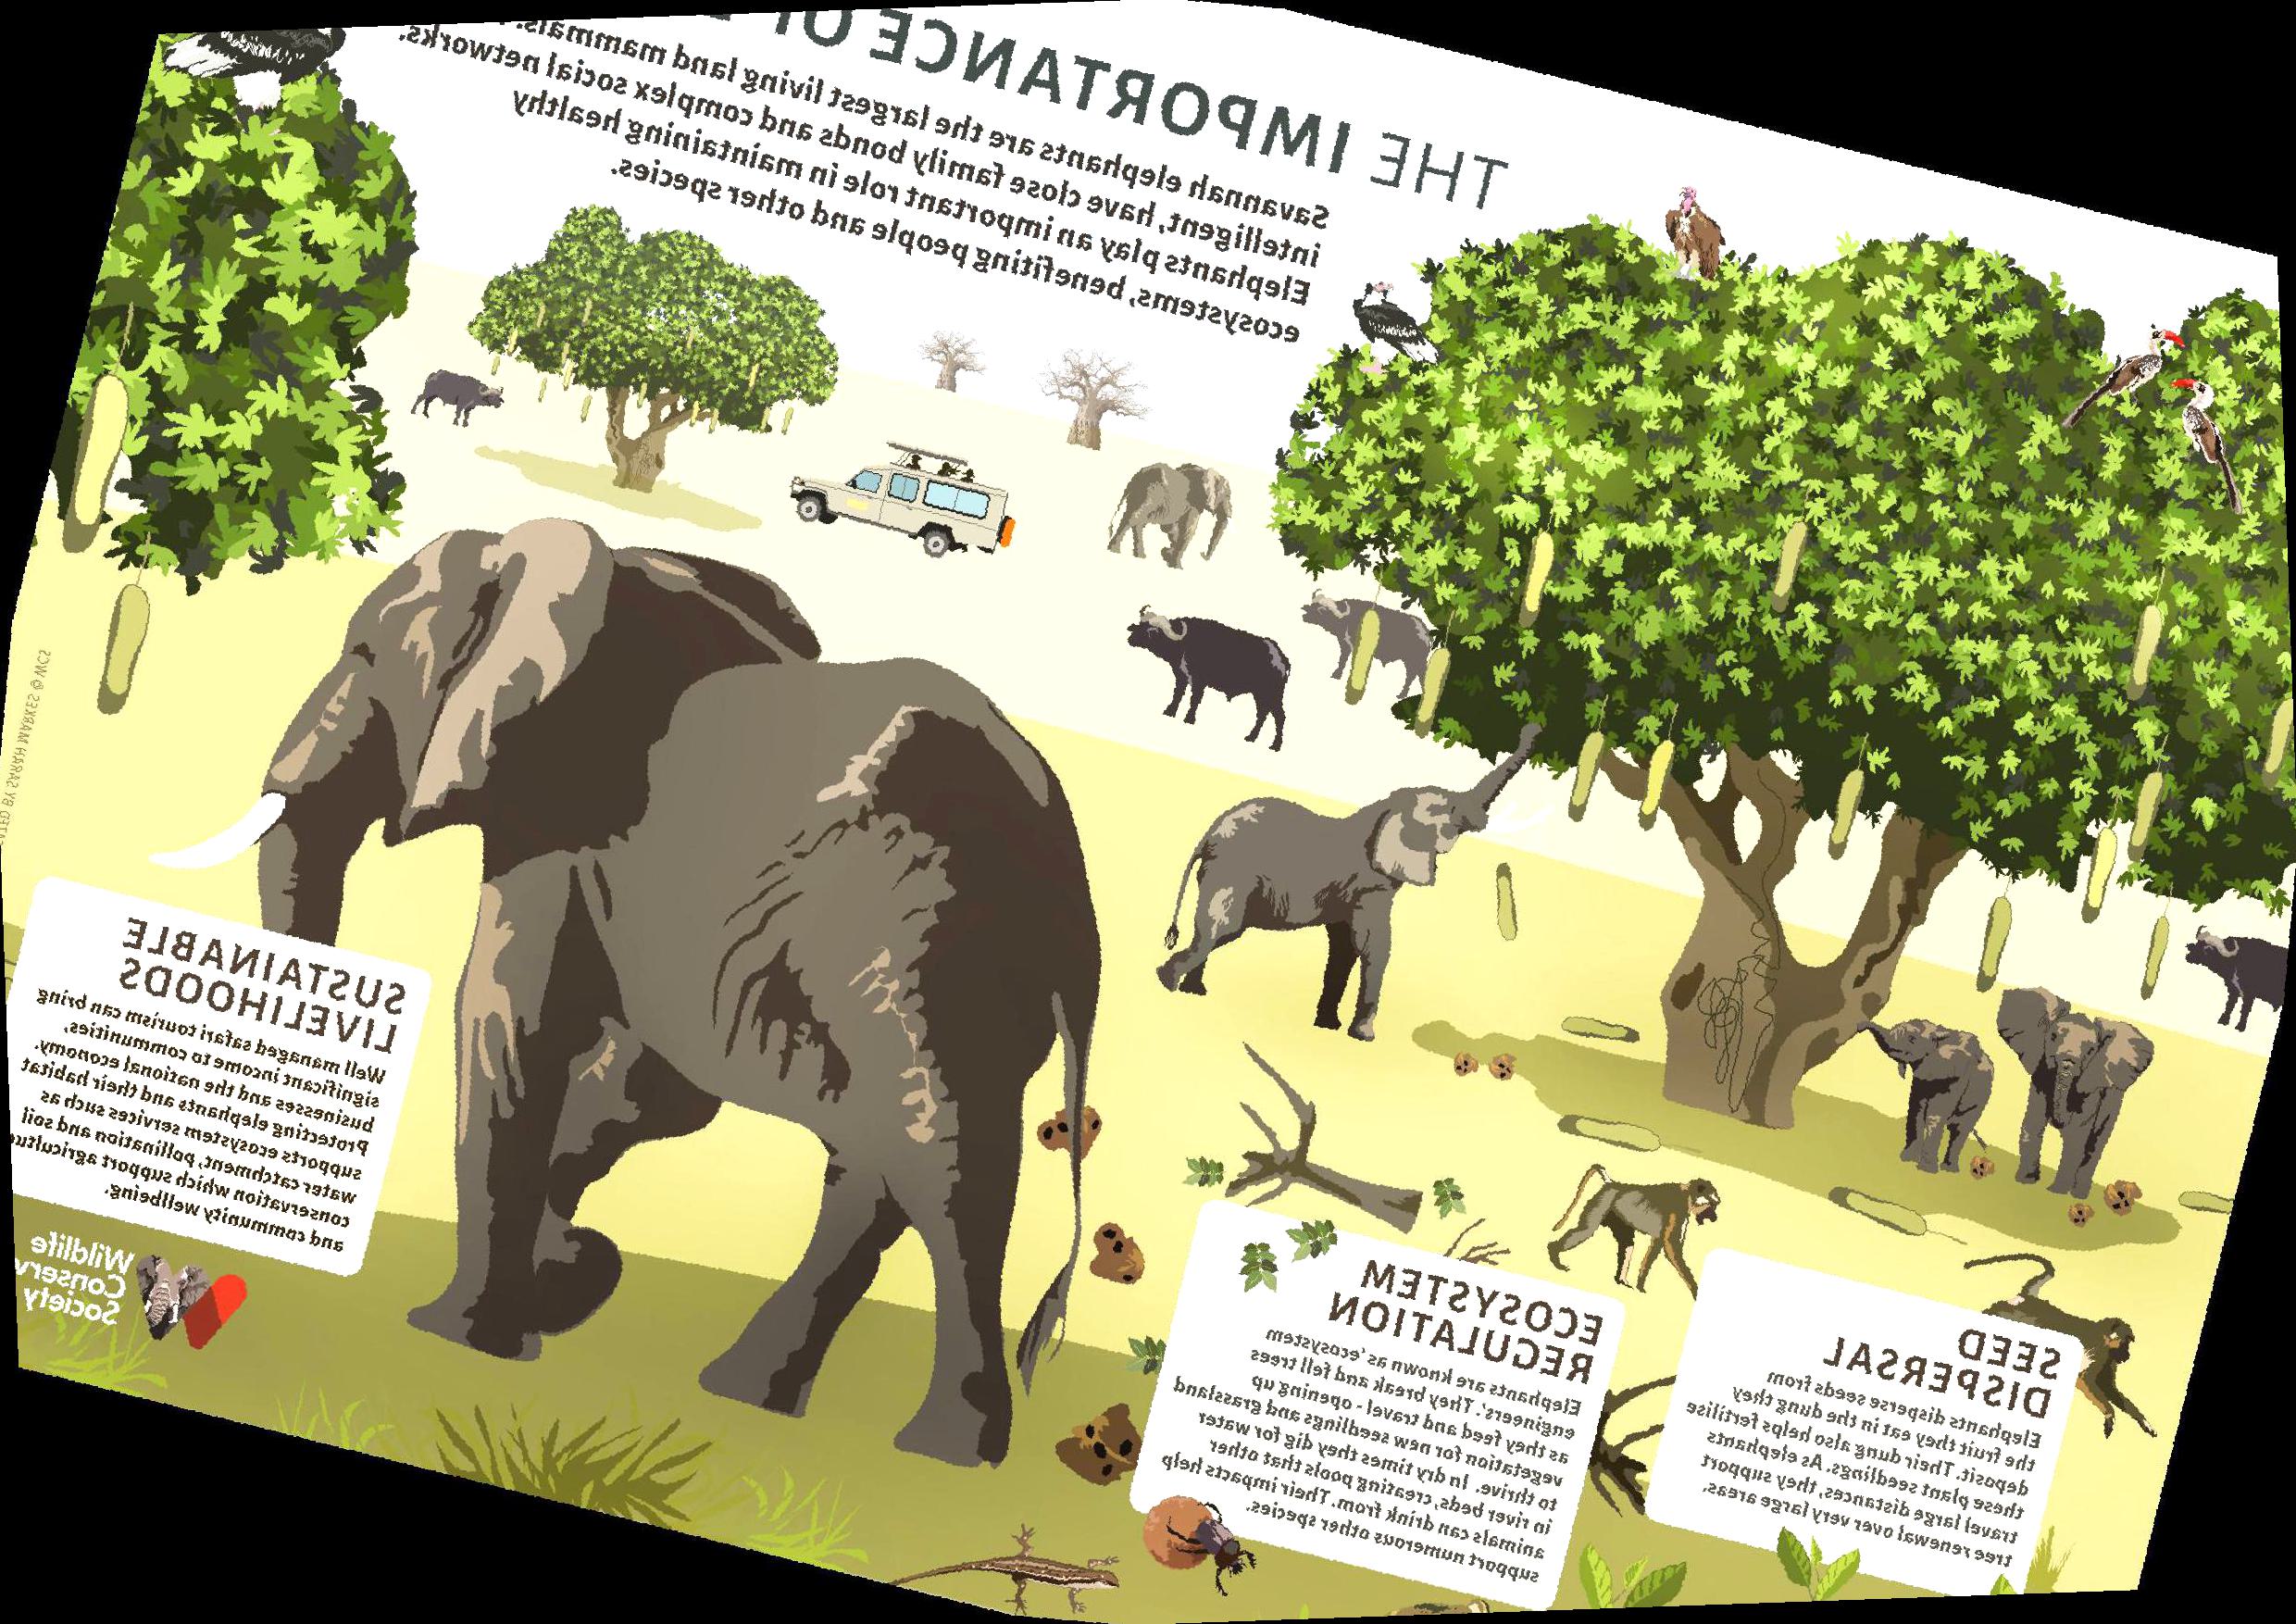 THE IMPORTANCE OF
Savannah elephants are the largest living land mammals.
intelligent, have close family bonds and complex social networks.
Elephants play an important role in maintaining healthy
ecosystems, benefiting people and other species.
SUSTAINABLE
LIVELIHOODS
Well managed safari tourism can bring
significant income to communities,
businesses and the national economy.
Protecting elephants and their habitat
supports ecosystem services such as
water catchment, pollination and soil
conservation which support agriculture
and community wellbeing.
ECOSYSTEM
REGULATION
Elephants are known as 'ecosystem
engineers'. They break and fell trees
as they feed and travel - opening up
vegetation for new seedlings and grassland
to thrive. In dry times they dig for water
in river beds, creating pools that other
animals can drink from. Their impacts help
support numerous other species.
SEED
DISPERSAL
Elephants disperse seeds from
the fruit they eat in the dung they
deposit. Their dung also helps fertilise
these plant seedlings. As elephants
travel large distances, they support
tree renewal over very large areas.
Wildlife
Conserv
Society
BY SARAH MARKES © WCS